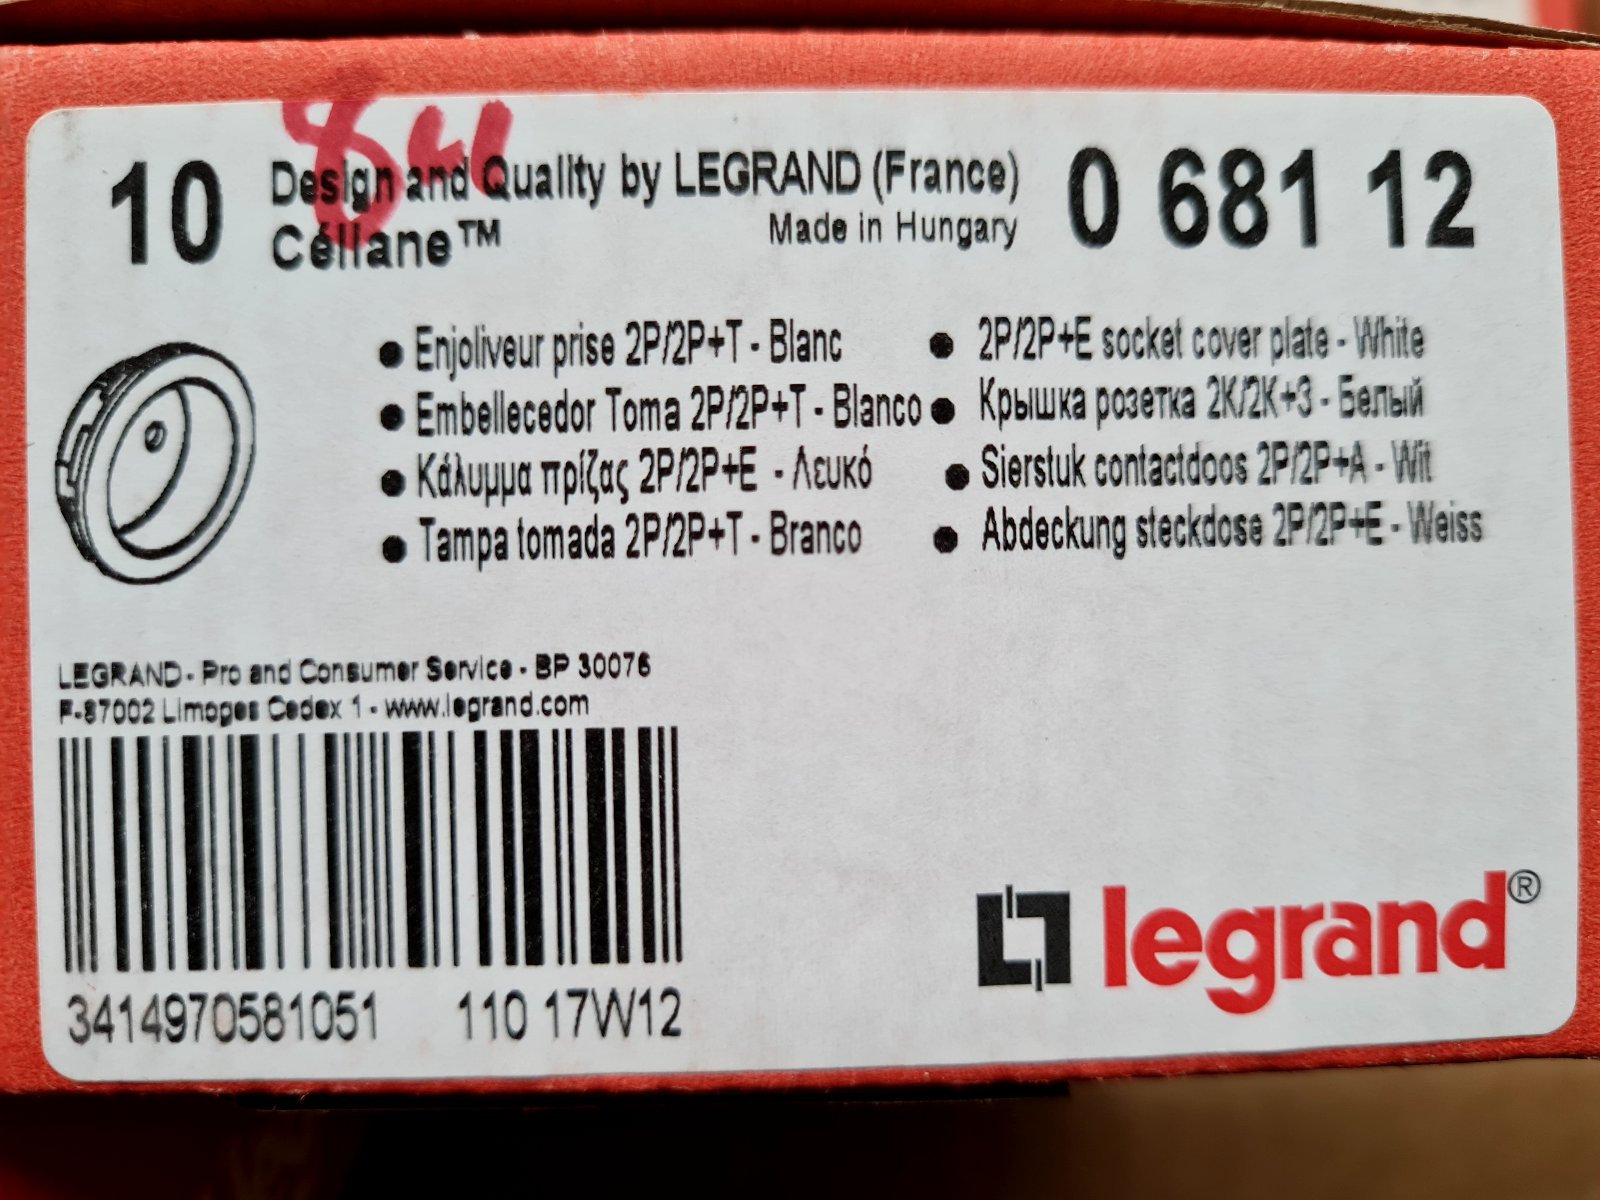 84
10
Design and Quality by LEGRAND (France)
Céliane™
Made in Hungary
0 681 12
● Enjoliveur prise 2P/2P+T - Blanc
● Embellecedor Toma 2P/2P+T - Blanco
● Κάλυμμα πρίζας 2P/2P+E - Λευκό
● Tampa tomada 2P/2P+T - Branco
● 2P/2P+E socket cover plate - White
● Крышка розетка 2К/2К+З - Белый
● Sierstuk contactdoos 2P/2P+A - Wit
● Abdeckung steckdose 2P/2P+E - Weiss
LEGRAND - Pro and Consumer Service - BP 30076
F-87002 Limoges Cedex 1 - www.legrand.com
3414970581051 110 17W12
legrand®